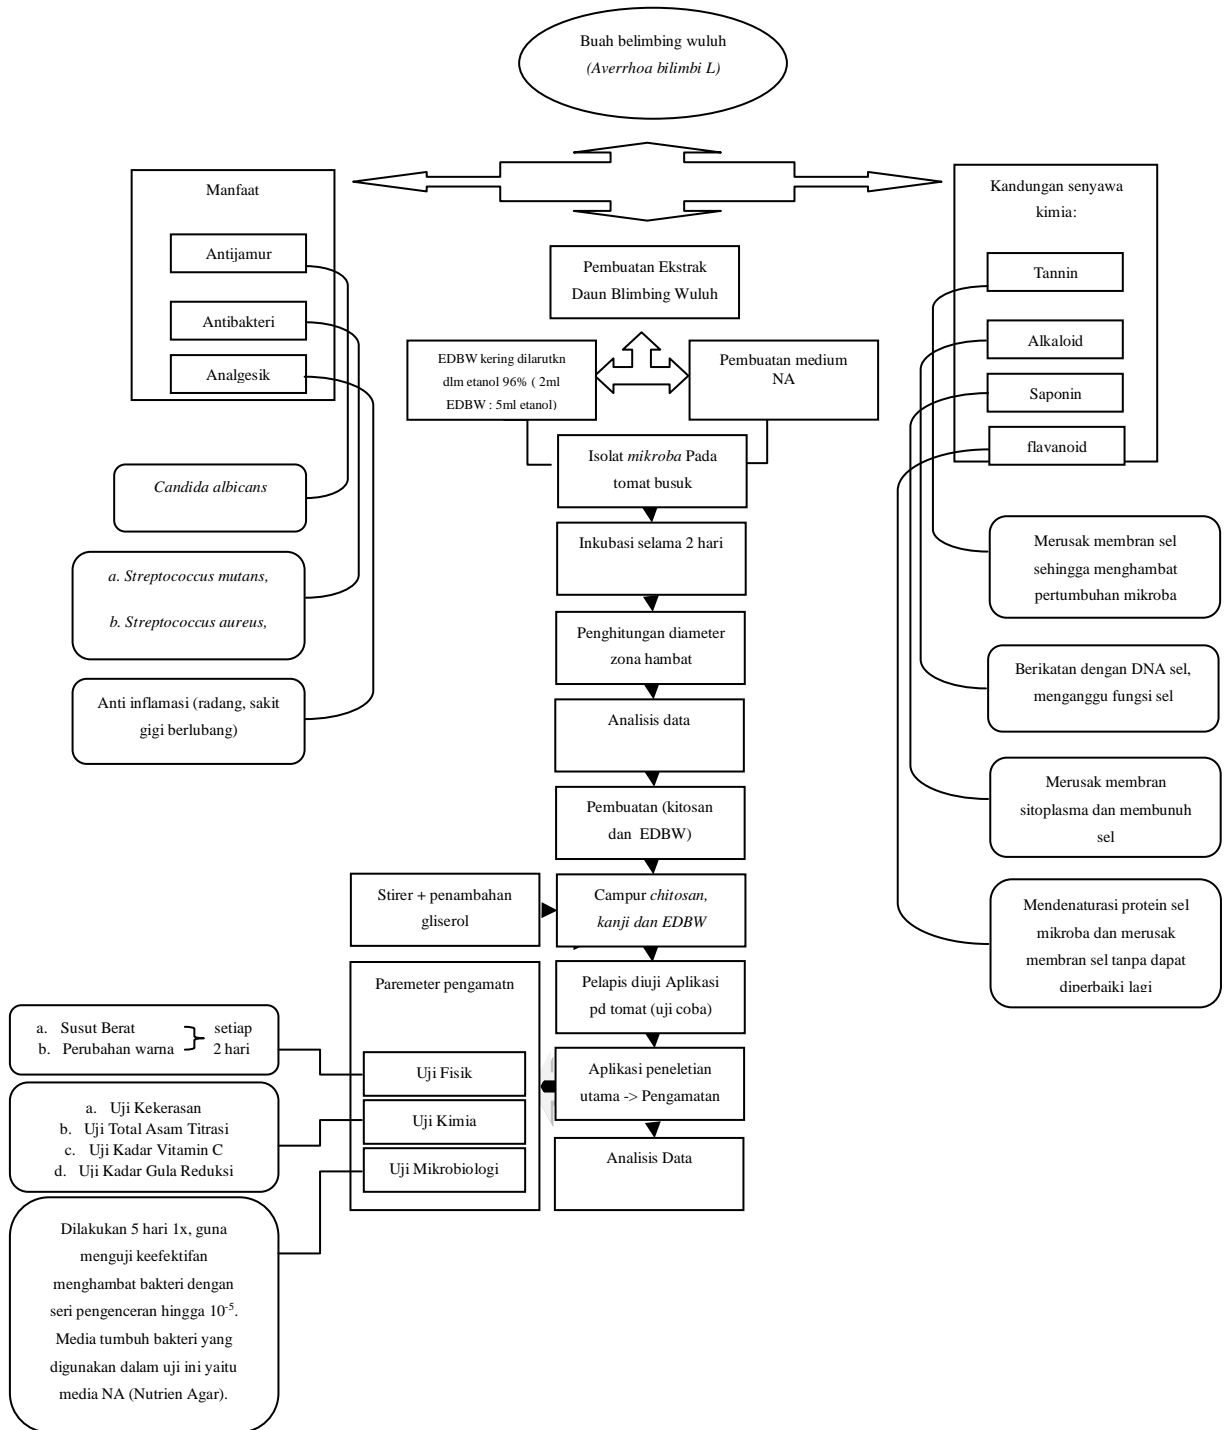 Buah belimbing wuluh
(Averrhoa bilimbi L)
Manfaat
Antijamur
Antibakteri
Analgesik
Candida albicans
a. Streptococcus mutans,
b. Streptococcus aureus,
Anti inflamasi (radang, sakit
gigi berlubang)
Kandungan senyawa
kimia:
Tannin
Alkaloid
Saponin
flavanoid
Merusak membran sel
sehingga menghambat
pertumbuhan mikroba
Berikatan dengan DNA sel,
menganggu fungsi sel
Merusak membran
sitoplasma dan membunuh
sel
Mendenaturasi protein sel
mikroba dan merusak
membran sel tanpa dapat
diperbaiki lagi
Pembuatan Ekstrak
Daun Blimbing Wuluh
EDBW kering dilarutkn
dlm etanol 96% ( 2ml
EDBW : 5ml etanol)
Pembuatan medium
NA
Isolat mikroba Pada
tomat busuk
Inkubasi selama 2 hari
Penghitungan diameter
zona hambat
Analisis data
Pembuatan (kitosan
dan EDBW)
Stirer + penambahan
gliserol
Campur chitosan,
kanji dan EDBW
Pelapis diuji Aplikasi
pd tomat (uji coba)
Aplikasi peneletian
utama -> Pengamatan
Analisis Data
Paremeter pengamatn
Uji Fisik
Uji Kimia
Uji Mikrobiologi
a. Susut Berat setiap
b. Perubahan warna 2 hari
a. Uji Kekerasan
b. Uji Total Asam Titrasi
c. Uji Kadar Vitamin C
d. Uji Kadar Gula Reduksi
Dilakukan 5 hari 1x, guna
menguji keefektifan
menghambat bakteri dengan
seri pengenceran hingga 10⁻⁵.
Media tumbuh bakteri yang
digunakan dalam uji ini yaitu
media NA (Nutrien Agar).